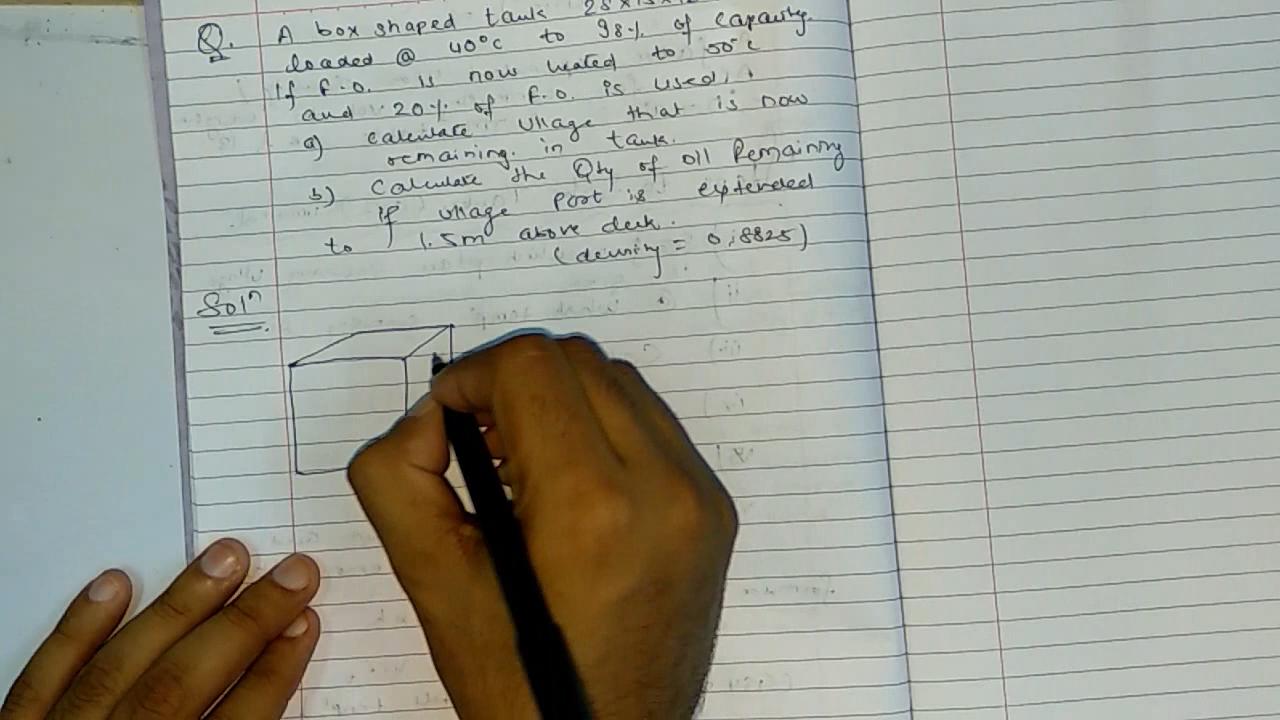 Q. A box shaped tank 25x15x12
loaded @ 40°c to 98% of capacity.
If F.O. is now heated to 50°c
and 20% of F.O. is used,
a) calculate ullage that is now
remaining. in tank.
b) Calculate the Qty of oil Remaining
If ullage port is extended
to 1.5m above deck.
(density = 0.8825)
Solⁿ